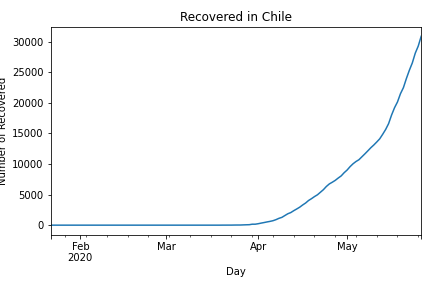 Recovered in Chile
Number of Recovered
30000
25000
20000
15000
10000
5000
0
Feb
2020
Mar
Apr
May
Day